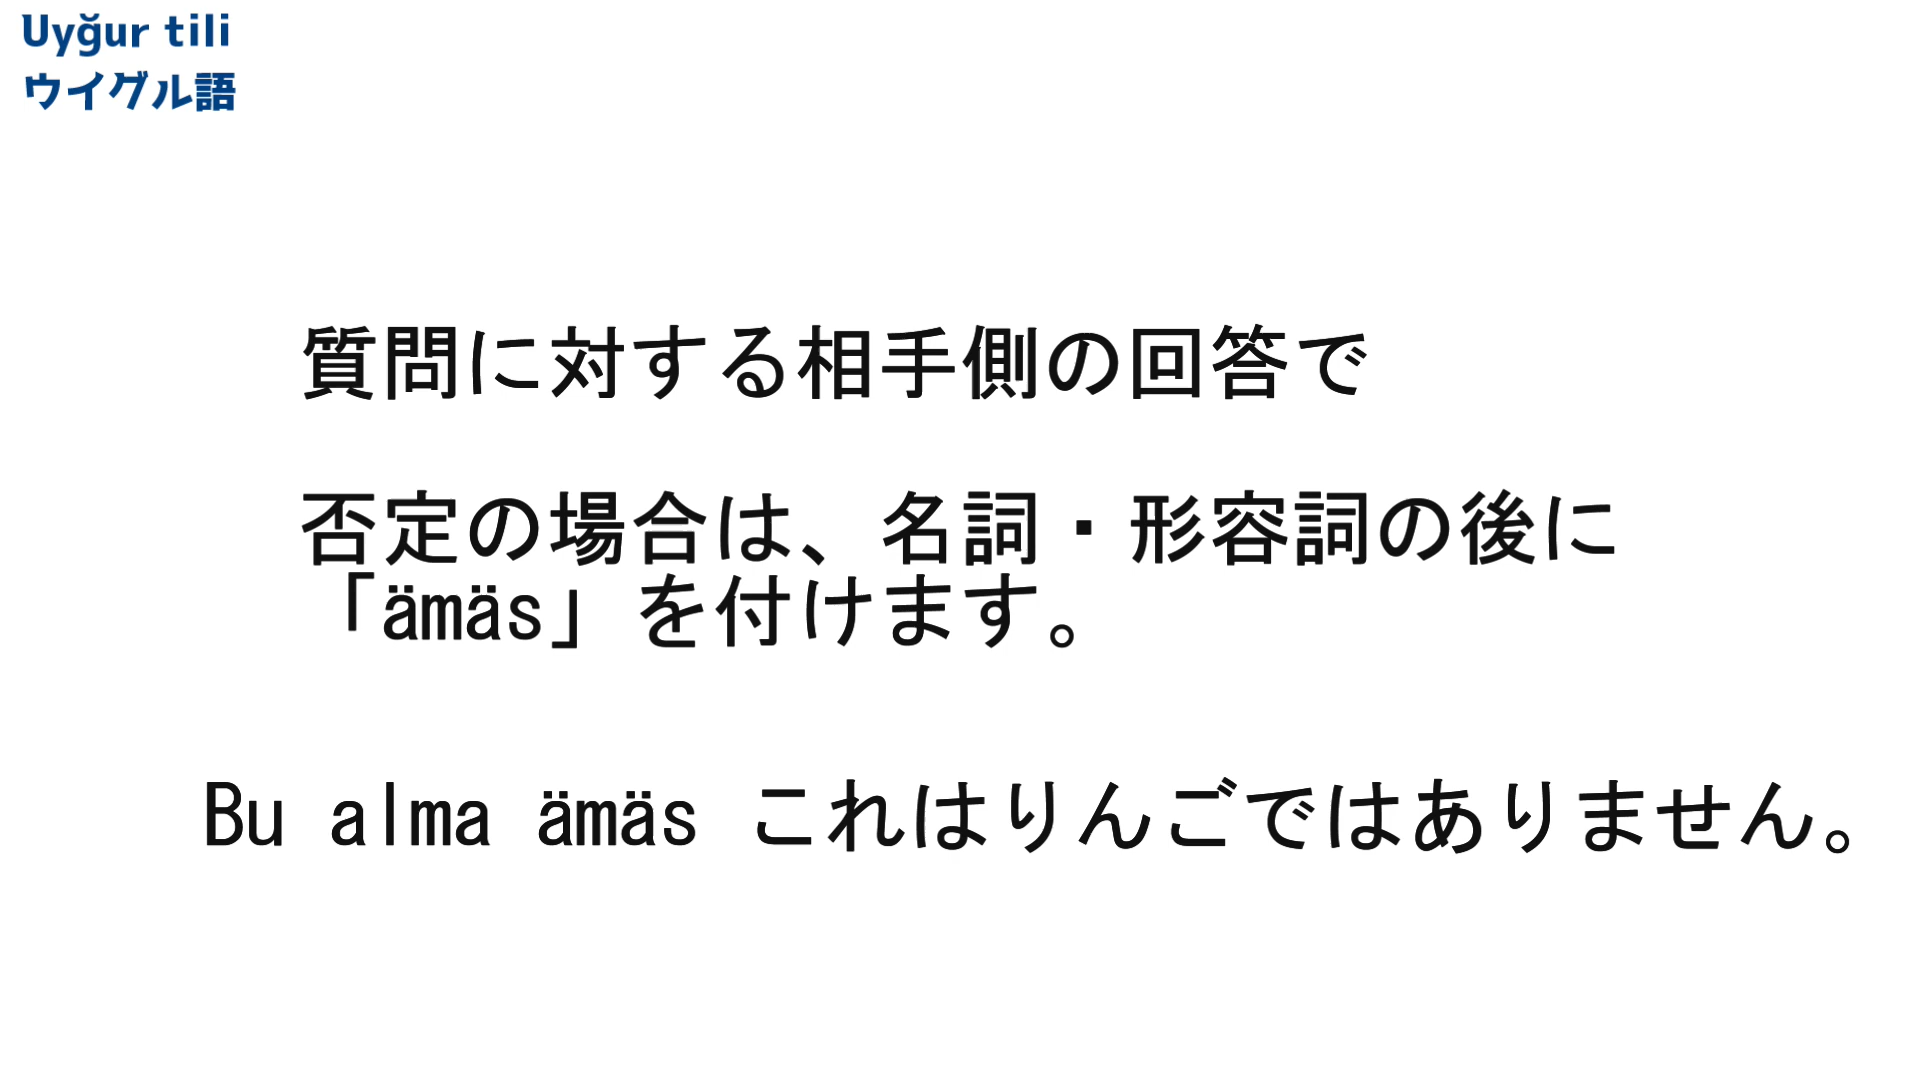 Uyğur tili
ウイグル語
質問に対する相手側の回答で
否定の場合は、名詞・形容詞の後に
「ämäs」を付けます。
Bu alma ämäs これはりんごではありません。